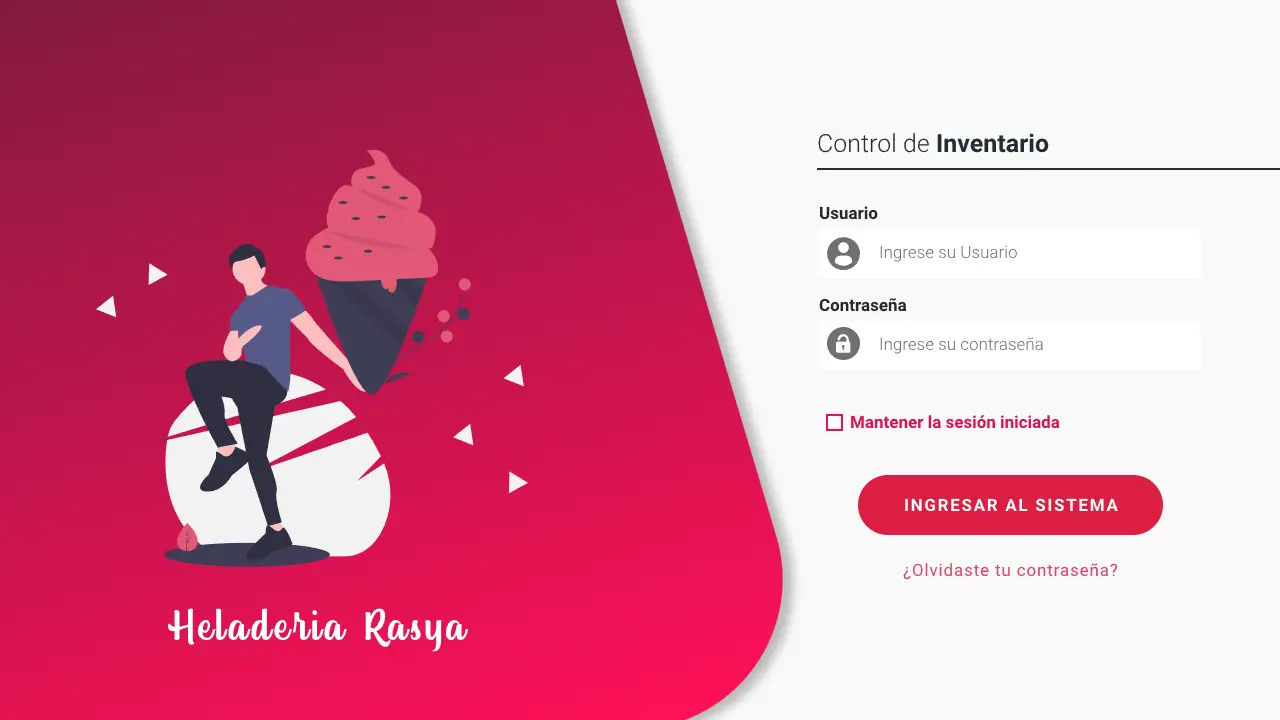 Control de Inventario
Usuario
Ingrese su Usuario
Contraseña
Ingrese su contraseña
Mantener la sesión iniciada
INGRESAR AL SISTEMA
¿Olvidaste tu contraseña?
Heladeria Rasya